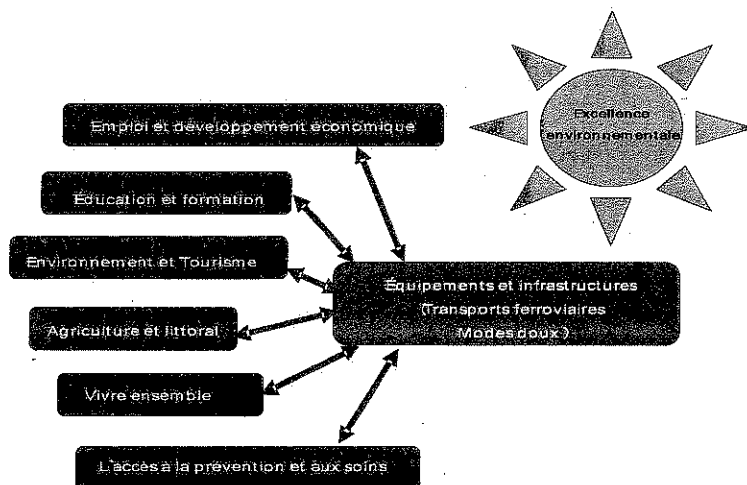 Excellence
environnementale
Emploi et développement économique
Education et formation
Environnement et Tourisme
Equipements et infrastructures
(Transports ferroviaires
Modes doux )
Agriculture et littoral
Vivre ensemble
L'accès à la prévention et aux soins